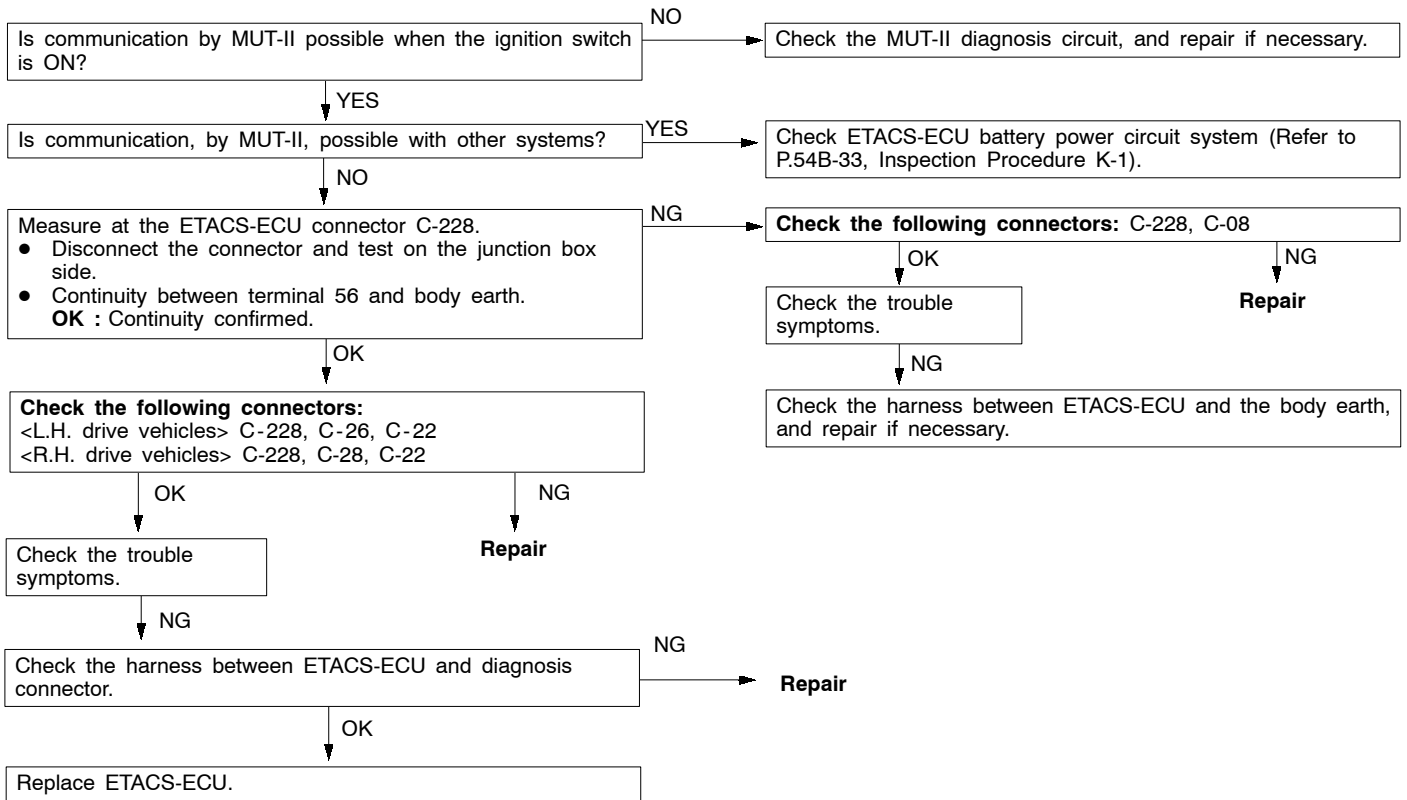 NO
Is communication by MUT-II possible when the ignition switch
is ON?
Check the MUT-II diagnosis circuit, and repair if necessary.
YES
Is communication, by MUT-II, possible with other systems?
YES
Check ETACS-ECU battery power circuit system (Refer to
P.54B-33, Inspection Procedure K-1).
NO
Measure at the ETACS-ECU connector C-228.
● Disconnect the connector and test on the junction box
side.
● Continuity between terminal 56 and body earth.
OK : Continuity confirmed.
NG
Check the following connectors: C-228, C-08
OK
NG
Check the trouble
symptoms.
Repair
NG
Check the harness between ETACS-ECU and the body earth,
and repair if necessary.
OK
Check the following connectors:
<L.H. drive vehicles> C-228, C-26, C-22
<R.H. drive vehicles> C-228, C-28, C-22
OK
NG
Check the trouble
symptoms.
Repair
NG
Check the harness between ETACS-ECU and diagnosis
connector.
NG
Repair
OK
Replace ETACS-ECU.